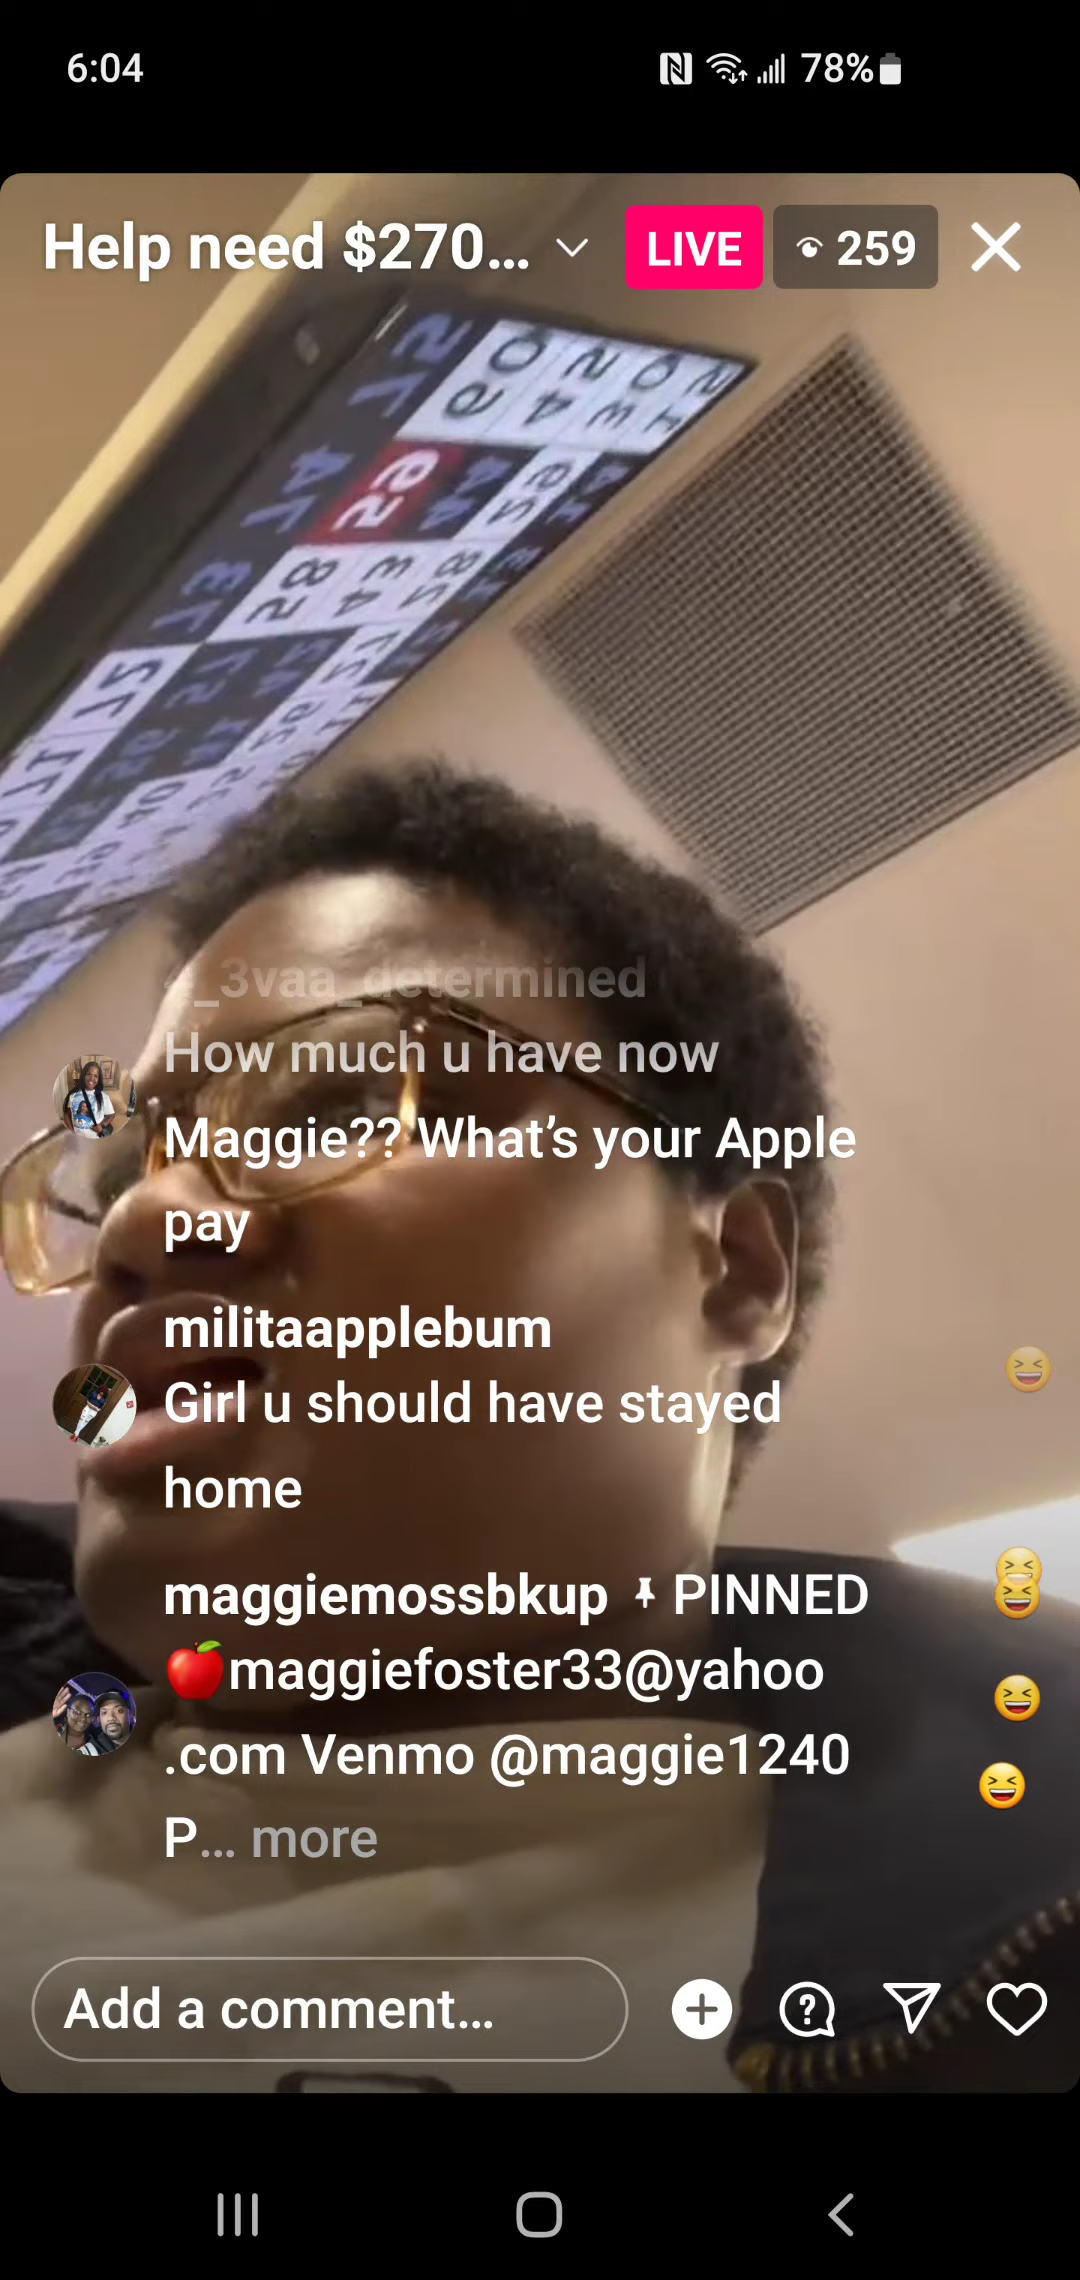 6:04
78%
Help need $270...
LIVE
259
_3vaa_determined
How much u have now
Maggie?? What's your Apple
pay
militaapplebum
Girl u should have stayed
home
maggiemossbkup PINNED
🍎maggiefoster33@yahoo
.com Venmo @maggie1240
P... more
Add a comment...